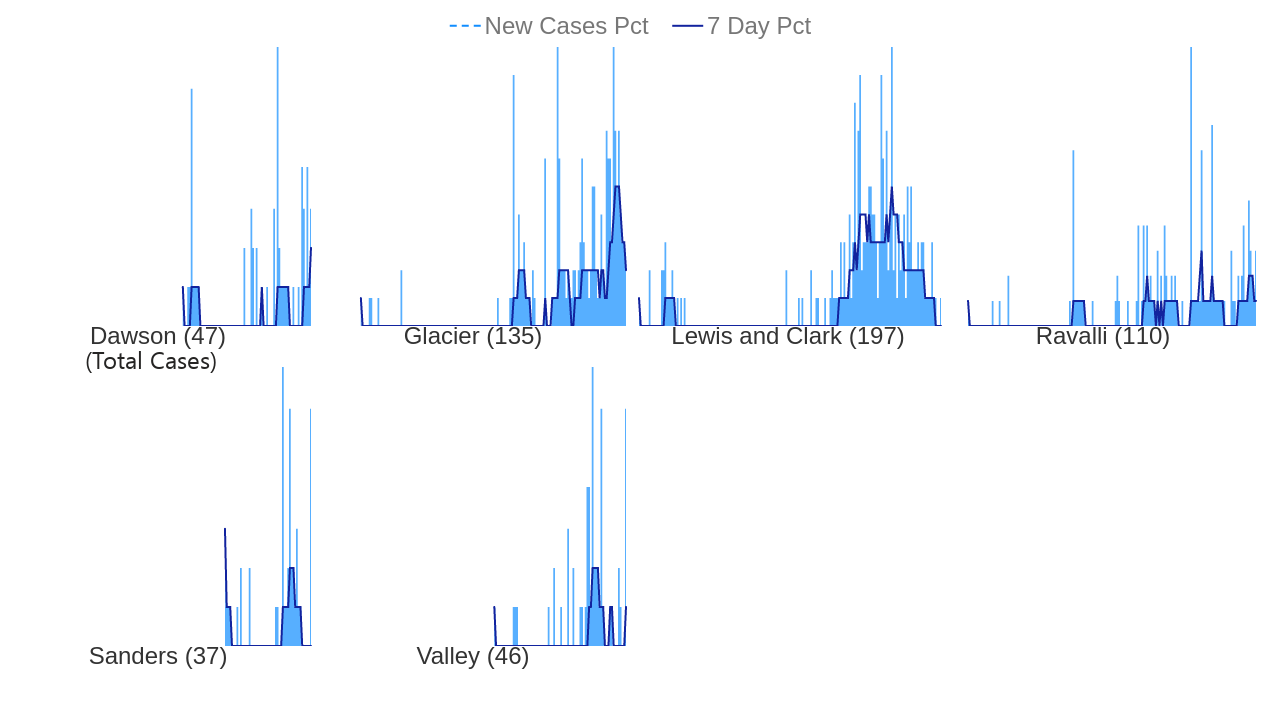 New Cases Pct 7 Day Pct
Dawson (47) Glacier (135) Lewis and Clark (197) Ravalli (110)
(Total Cases)
Sanders (37) Valley (46)